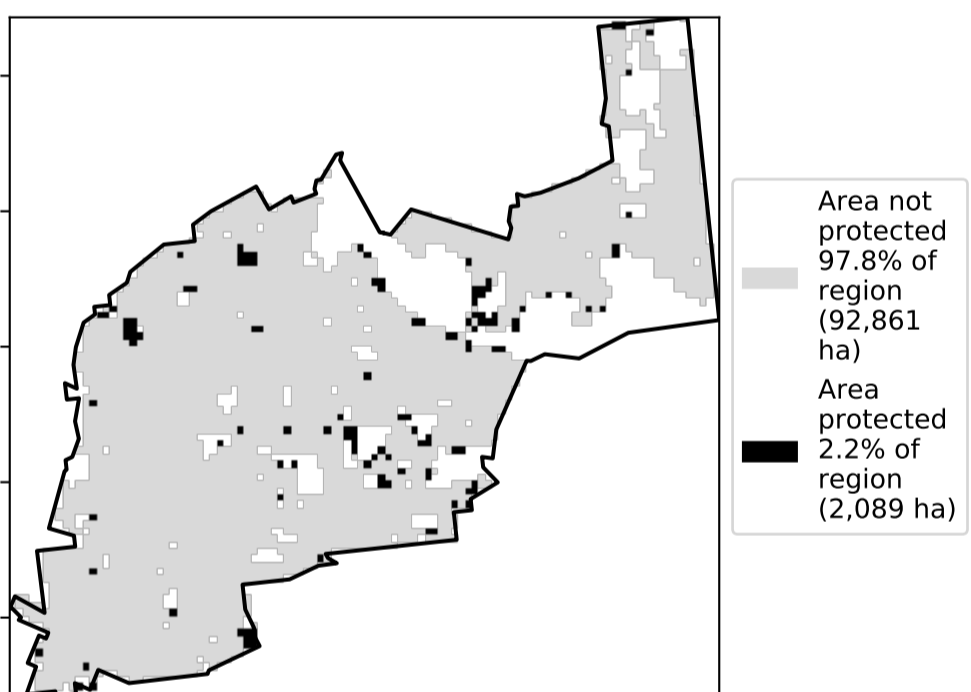 Area not
protected
97.8% of
region
(92,861
ha)
Area
protected
2.2% of
region
(2,089 ha)